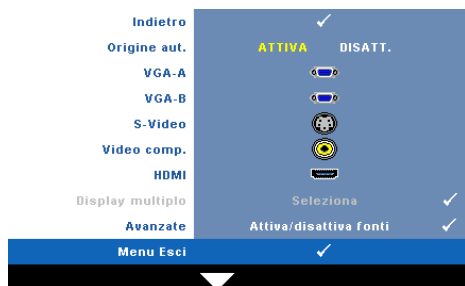 Indietro
Origine aut. ATTIVA DISATT.
VGA-A
VGA-B
S-Video
Video comp.
HDMI
Display multiplo Seleziona
Avanzate Attiva/disattiva fonti
Menu Esci